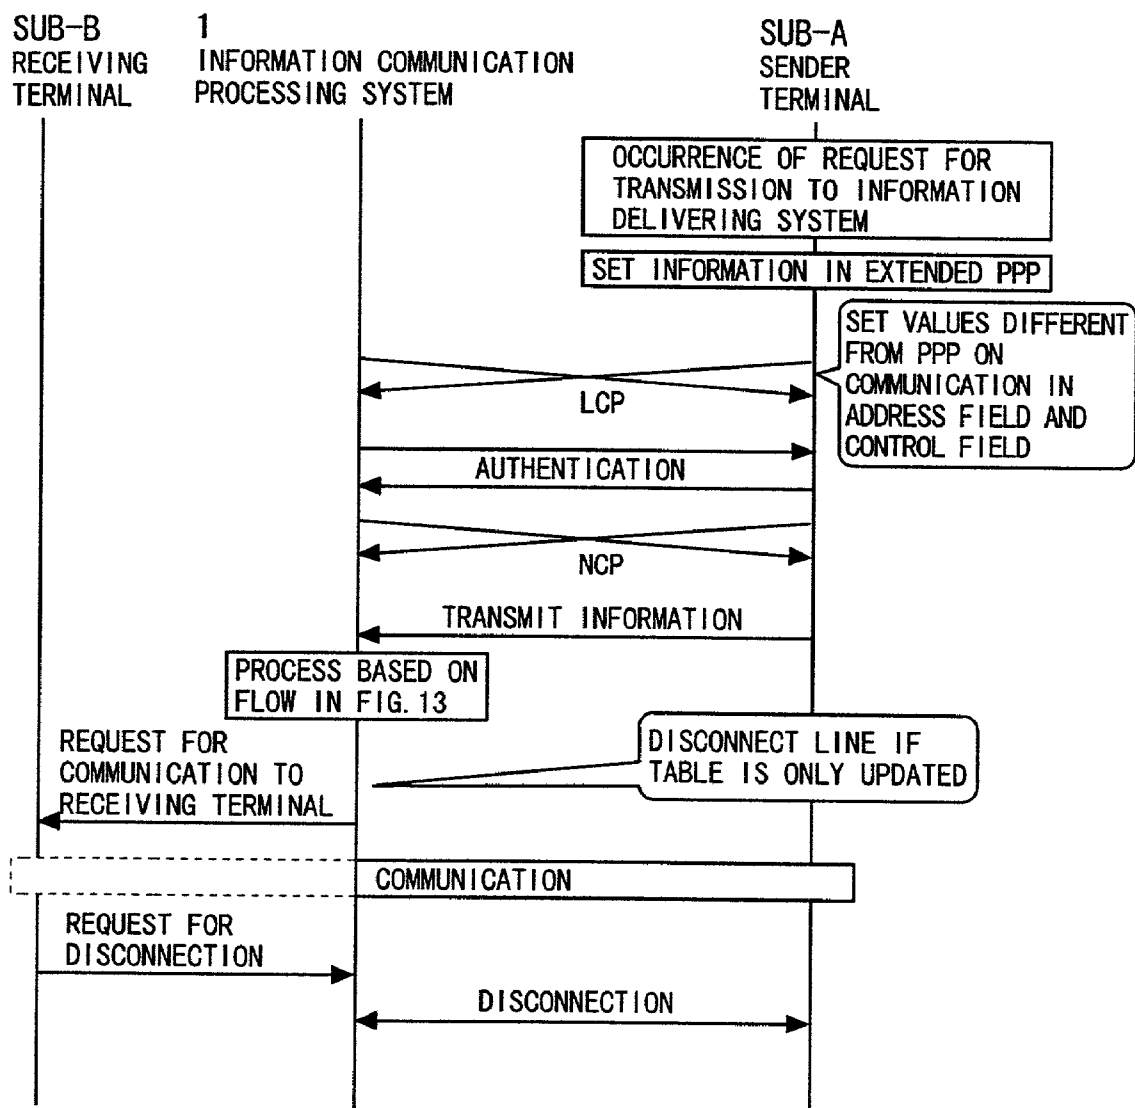 SUB-B
RECEIVING
TERMINAL
1
INFORMATION COMMUNICATION
PROCESSING SYSTEM
SUB-A
SENDER
TERMINAL
OCCURRENCE OF REQUEST FOR
TRANSMISSION TO INFORMATION
DELIVERING SYSTEM
SET INFORMATION IN EXTENDED PPP
SET VALUES DIFFERENT
FROM PPP ON
COMMUNICATION IN
ADDRESS FIELD AND
CONTROL FIELD
LCP
AUTHENTICATION
NCP
TRANSMIT INFORMATION
PROCESS BASED ON
FLOW IN FIG. 13
DISCONNECT LINE IF
TABLE IS ONLY UPDATED
REQUEST FOR
COMMUNICATION TO
RECEIVING TERMINAL
COMMUNICATION
REQUEST FOR
DISCONNECTION
DISCONNECTION